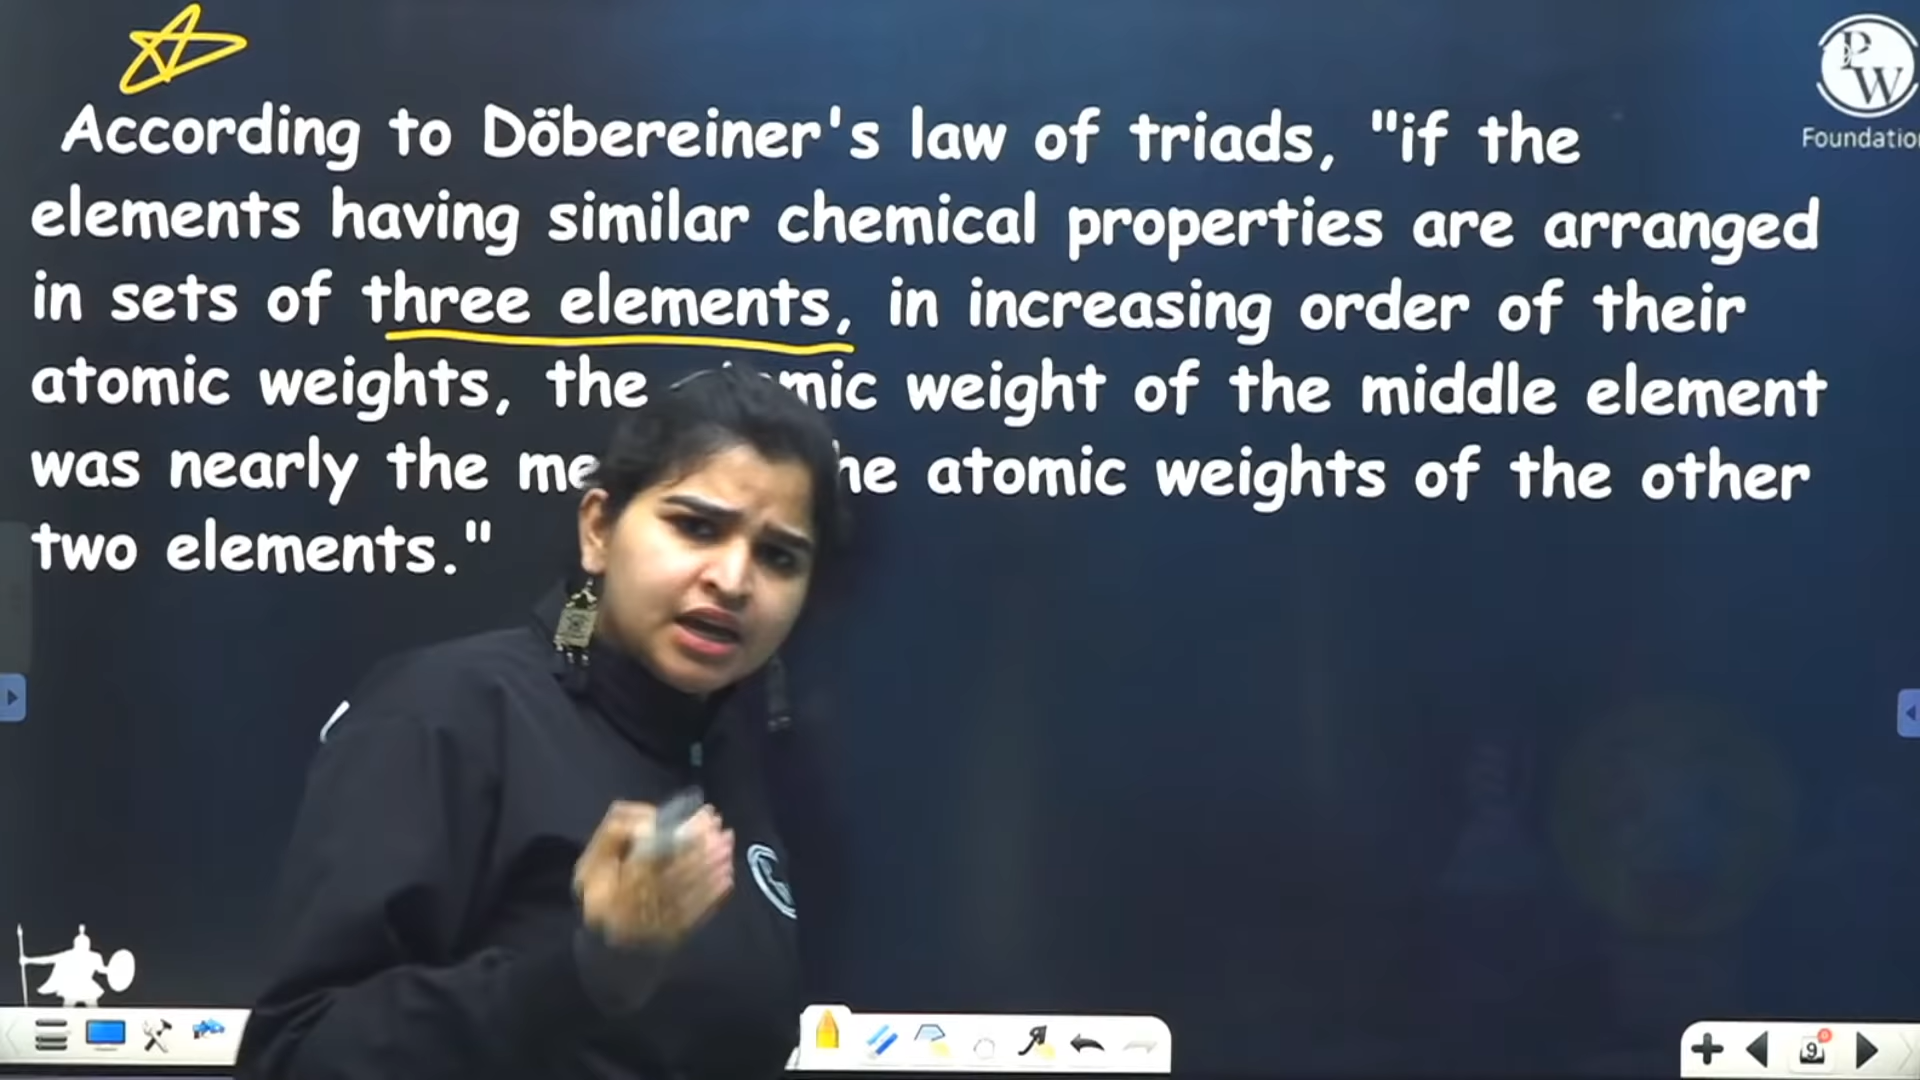 According to Döbereiner's law of triads, "if the
elements having similar chemical properties are arranged
in sets of three elements, in increasing order of their
atomic weights, the weight of the middle element
was nearly the atomic weights of the other
two elements."
PW
Foundation
9